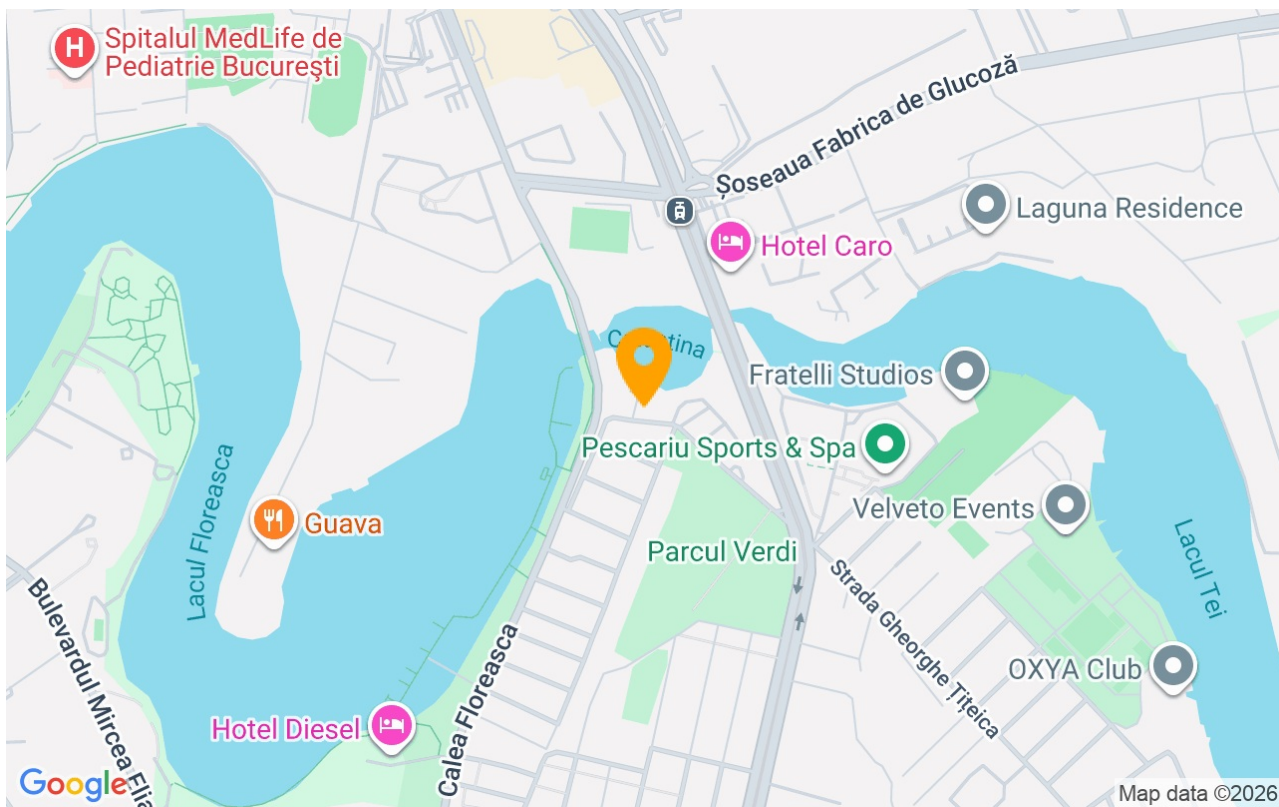 Spitalul MedLife de
Pediatrie București
Șoseaua Fabrica de Glucoză
Laguna Residence
Hotel Caro
Fratelli Studios
Pescariu Sports & Spa
Velveto Events
Guava
Lacul Floreasca
Parcul Verdi
Lacul Tei
Strada Gheorghe Țițeica
Bulevardul Mircea Elia
OXYA Club
Hotel Diesel
Calea Floreasca
Google
Map data ©2026